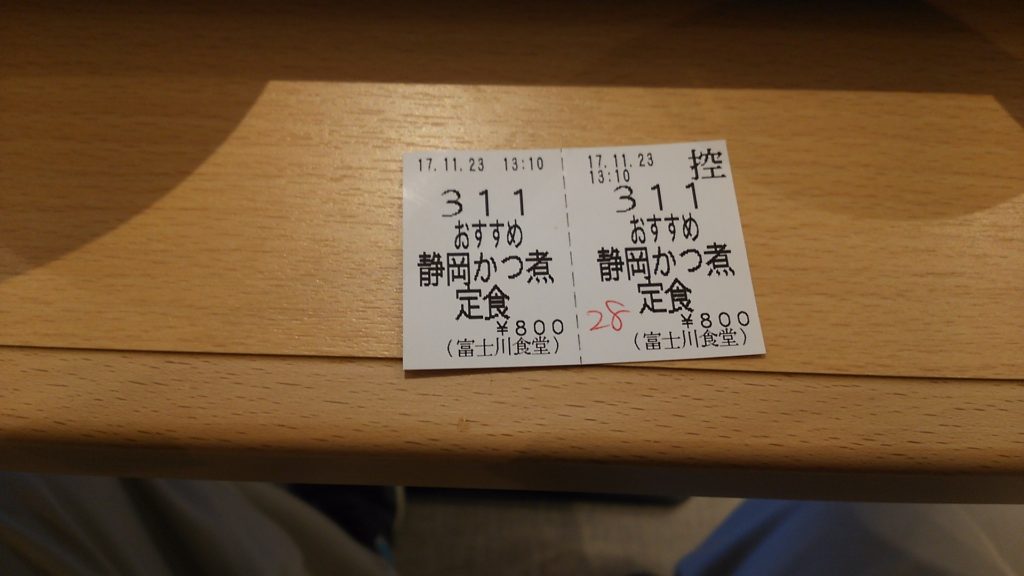 17.11.23 13:10
３１１
おすすめ
静岡かつ煮
定食
￥８００
（富士川食堂）
控
17.11.23
13:10
３１１
おすすめ
静岡かつ煮
定食
28
￥８００
（富士川食堂）